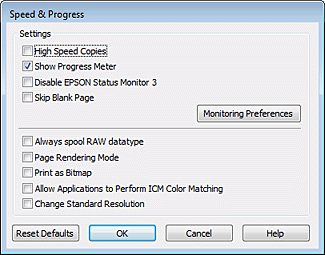 Speed & Progress
Settings
High Speed Copies
Show Progress Meter
Disable EPSON Status Monitor 3
Skip Blank Page
Monitoring Preferences
Always spool RAW datatype
Page Rendering Mode
Print as Bitmap
Allow Applications to Perform ICM Color Matching
Change Standard Resolution
Reset Defaults OK Cancel Help